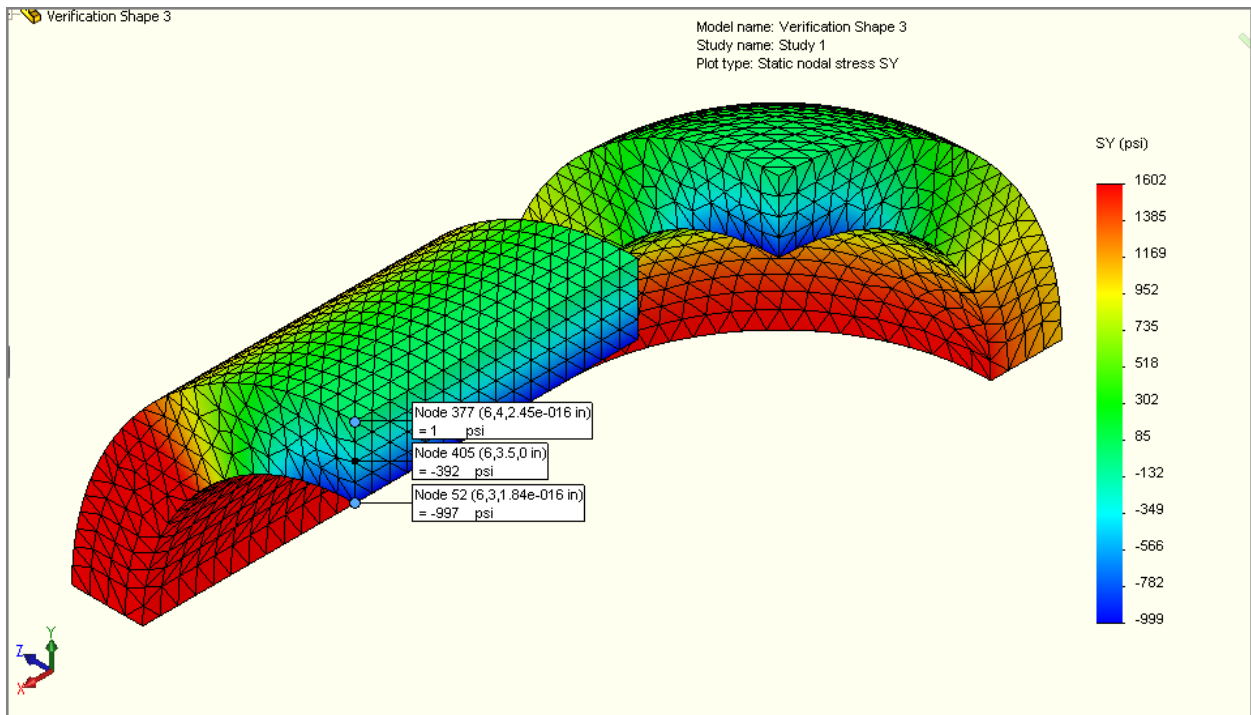 Verification Shape 3
Model name: Verification Shape 3
Study name: Study 1
Plot type: Static nodal stress SY
SY (psi)
1602
1385
1169
952
735
518
302
85
-132
-349
-566
-782
-999
Node 377 (6,4,2.45e-016 in)
= 1 psi
Node 405 (6,3.5,0 in)
= -392 psi
Node 52 (6,3,1.84e-016 in)
= -997 psi
Y
Z
X